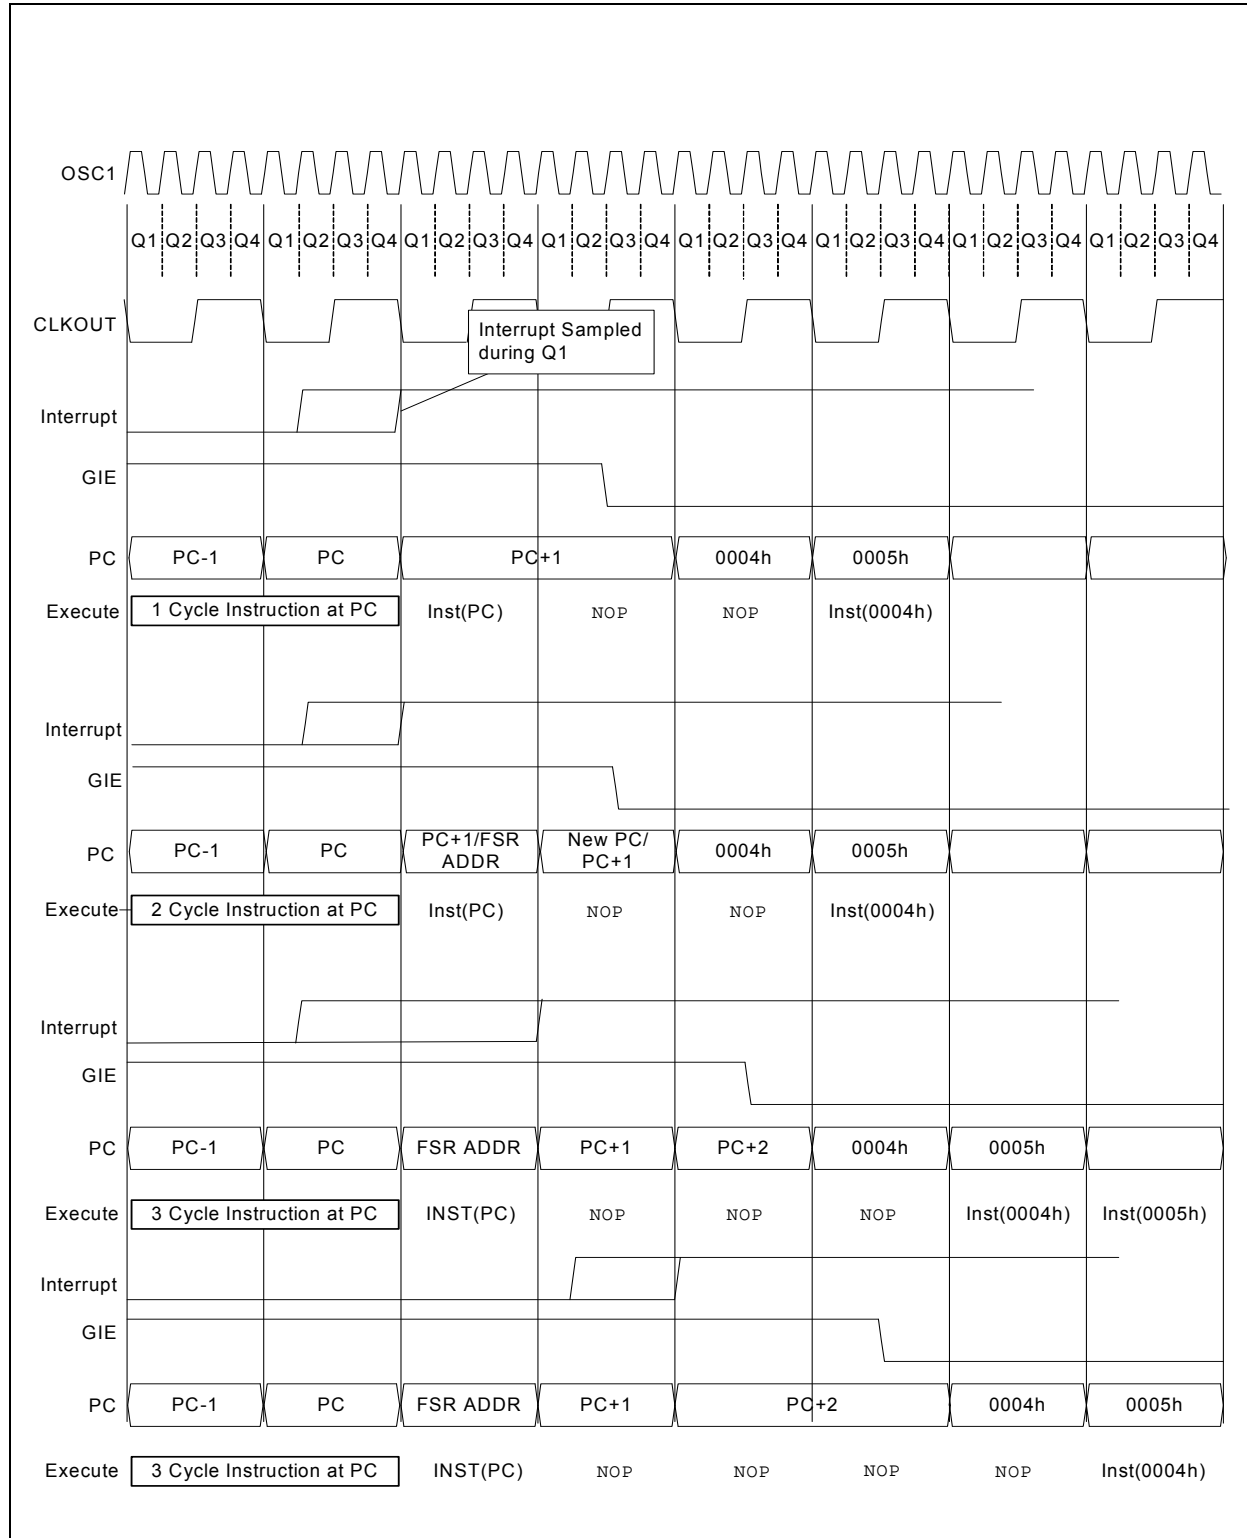 OSC1
Q1 Q2 Q3 Q4 Q1 Q2 Q3 Q4 Q1 Q2 Q3 Q4 Q1 Q2 Q3 Q4 Q1 Q2 Q3 Q4 Q1 Q2 Q3 Q4 Q1 Q2 Q3 Q4 Q1 Q2 Q3 Q4
CLKOUT
Interrupt Sampled
during Q1
Interrupt
GIE
PC PC-1 PC PC+1 0004h 0005h
Execute 1 Cycle Instruction at PC Inst(PC) NOP NOP Inst(0004h)
Interrupt
GIE
PC PC-1 PC PC+1/FSR ADDR New PC/ PC+1 0004h 0005h
Execute 2 Cycle Instruction at PC Inst(PC) NOP NOP Inst(0004h)
Interrupt
GIE
PC PC-1 PC FSR ADDR PC+1 PC+2 0004h 0005h
Execute 3 Cycle Instruction at PC INST(PC) NOP NOP NOP Inst(0004h) Inst(0005h)
Interrupt
GIE
PC PC-1 PC FSR ADDR PC+1 PC+2 0004h 0005h
Execute 3 Cycle Instruction at PC INST(PC) NOP NOP NOP NOP Inst(0004h)